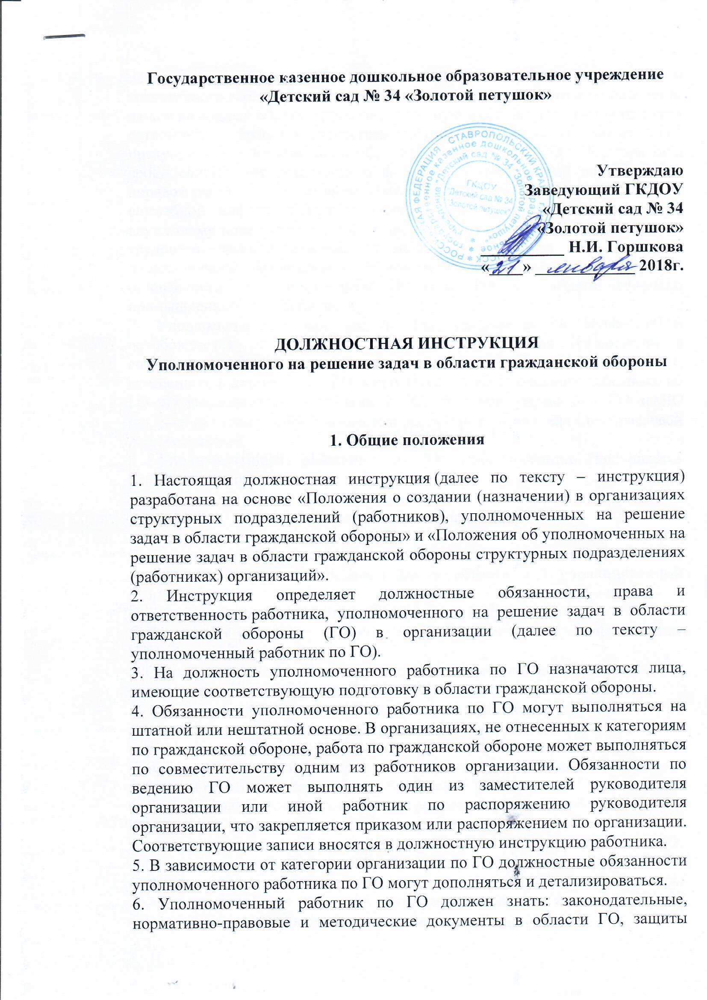 Государственное казенное дошкольное образовательное учреждение
«Детский сад № 34 «Золотой петушок»
РОССИЙСКАЯ ФЕДЕРАЦИЯ СТАВРОПОЛЬСКИЙ КРАЙ
казенное дошкольное
учреждение "Детский сад № 34 "Золотой петушок"
ГКДОУ
"Детский сад № 34
"Золотой петушок"
Утверждаю
Заведующий ГКДОУ
«Детский сад № 34
«Золотой петушок»
__________ Н.И. Горшкова
«21» января 2018г.
ДОЛЖНОСТНАЯ ИНСТРУКЦИЯ
Уполномоченного на решение задач в области гражданской обороны
1. Общие положения
1. Настоящая должностная инструкция (далее по тексту – инструкция)
разработана на основе «Положения о создании (назначении) в организациях
структурных подразделений (работников), уполномоченных на решение
задач в области гражданской обороны» и «Положения об уполномоченных на
решение задач в области гражданской обороны структурных подразделениях
(работниках) организаций».
2. Инструкция определяет должностные обязанности, права и
ответственность работника, уполномоченного на решение задач в области
гражданской обороны (ГО) в организации (далее по тексту –
уполномоченный работник по ГО).
3. На должность уполномоченного работника по ГО назначаются лица,
имеющие соответствующую подготовку в области гражданской обороны.
4. Обязанности уполномоченного работника по ГО могут выполняться на
штатной или нештатной основе. В организациях, не отнесенных к категориям
по гражданской обороне, работа по гражданской обороне может выполняться
по совместительству одним из работников организации. Обязанности по
ведению ГО может выполнять один из заместителей руководителя
организации или иной работник по распоряжению руководителя
организации, что закрепляется приказом или распоряжением по организации.
Соответствующие записи вносятся в должностную инструкцию работника.
5. В зависимости от категории организации по ГО должностные обязанности
уполномоченного работника по ГО могут дополняться и детализироваться.
6. Уполномоченный работник по ГО должен знать: законодательные,
нормативно-правовые и методические документы в области ГО, защиты